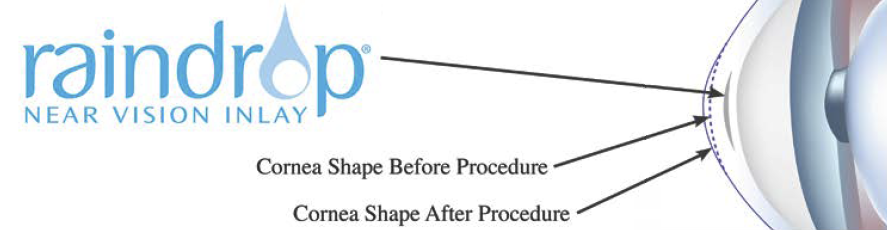 raindrop®
NEAR VISION INLAY
Cornea Shape Before Procedure
Cornea Shape After Procedure